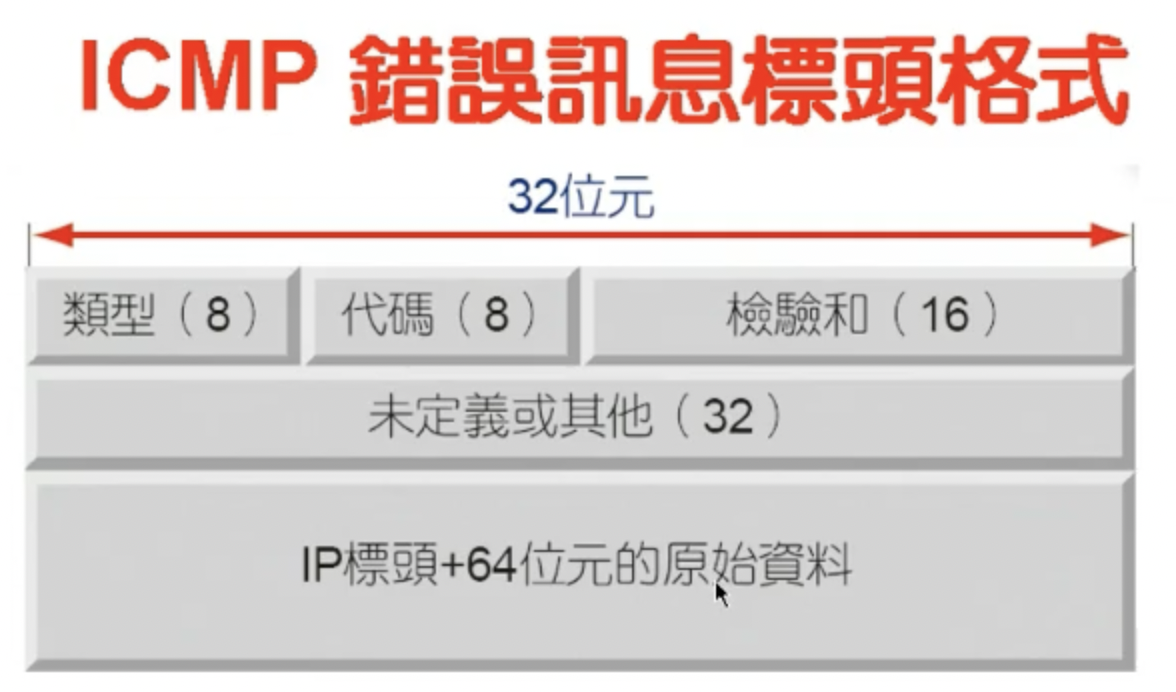 ICMP 錯誤訊息標頭格式
32位元
類型（8） 代碼（8） 檢驗和（16）
未定義或其他（32）
IP標頭+64位元的原始資料